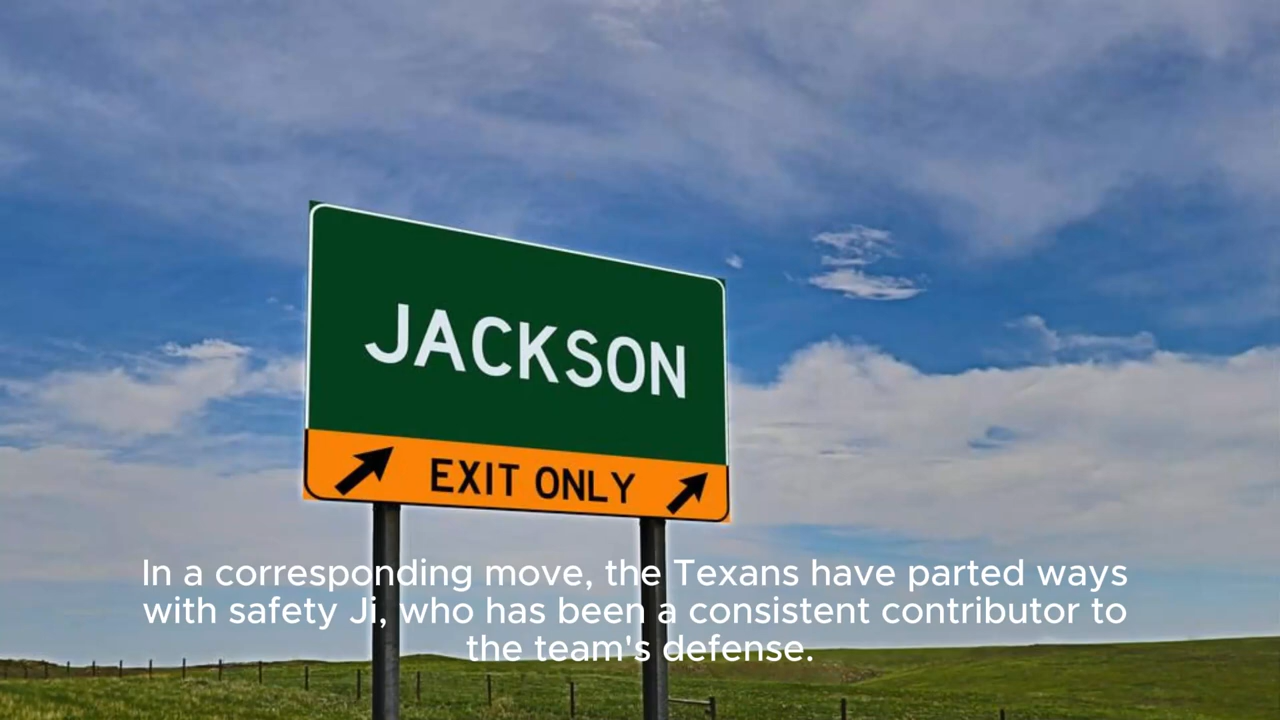 JACKSON
EXIT ONLY
In a corresponding move, the Texans have parted ways
with safety Ji, who has been a consistent contributor to
the team's defense.